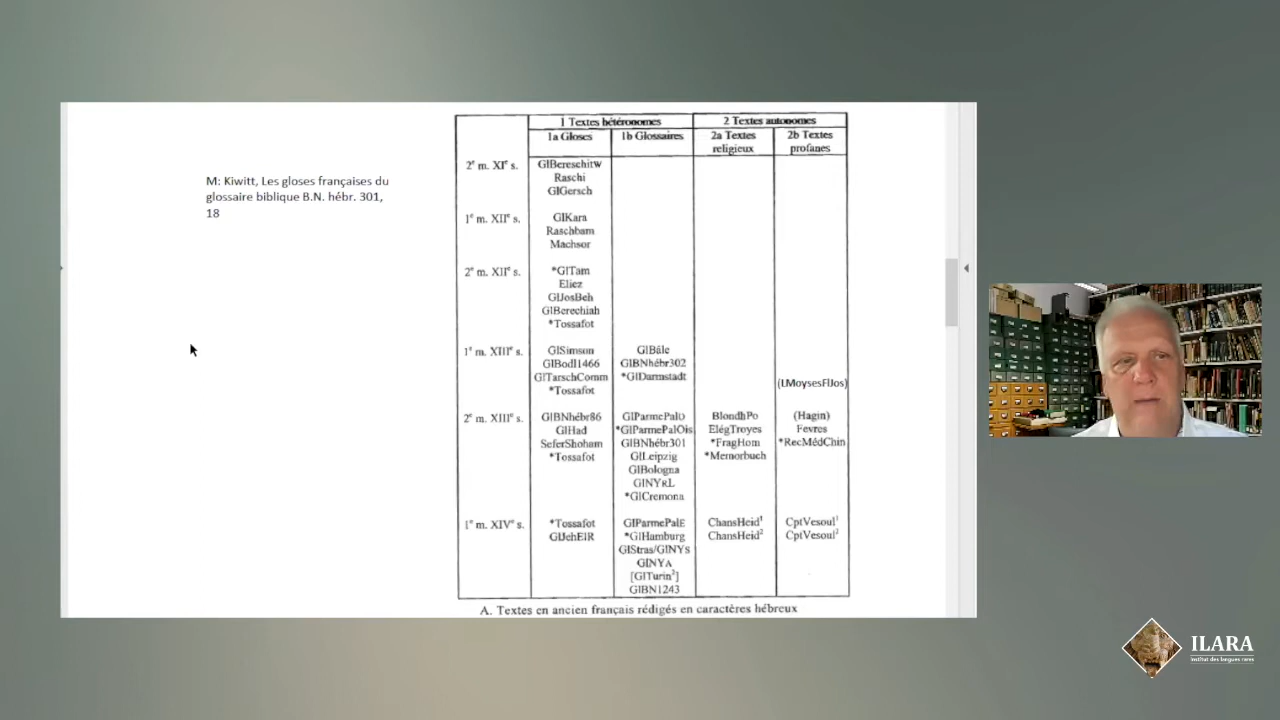 M: Kiwitt, Les gloses françaises du
glossaire biblique B.N. hébr. 301,
18
1 Textes hétéronomes 2 Textes autonomes
1a Gloses 1b Glossaires 2a Textes religieux 2b Textes profanes
2e m. XIe s. GlBereschitW
Raschi
GlGersch
1e m. XIIe s. GlKara
Raschbam
Machsor
2e m. XIIe s. *GlTam
Eliez
GlJosBeh
GlBerechiah
*Tossafot
1e m. XIIIe s. GlSimson GlBâle
GlBodl1466 GlBNhébr302
GlTarschComm *GlDarmstadt
*Tossafot (LMoysesFlJos)
2e m. XIIIe s. GlBNhébr86 GlParmePalD BlondhPo (Hagin)
GlHad *GlParmePalOis ElégTroyes Fevres
SeferShoham GlBNhébr301 *FragHom *RecMédChin
*Tossafot GlLeipzig *Memorbuch
GlBologna
GlNYRL
*GlCremona
1e m. XIVe s. *Tossafot GlParmePalE ChansHeid1 CptVesoul1
GlJehElR *GlHamburg ChansHeid2 CptVesoul2
GlStras/GlNYS
GlNYA
[GlTurin2]
GlBN1243
A. Textes en ancien français rédigés en caractères hébreux
ILARA
Institut des langues rares